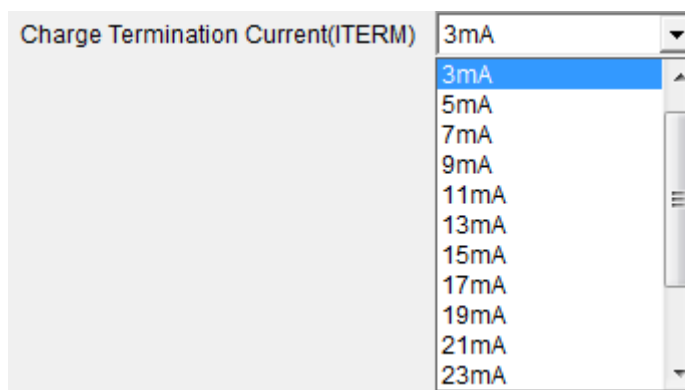 Charge Termination Current(ITERM) 3mA
3mA
5mA
7mA
9mA
11mA
13mA
15mA
17mA
19mA
21mA
23mA